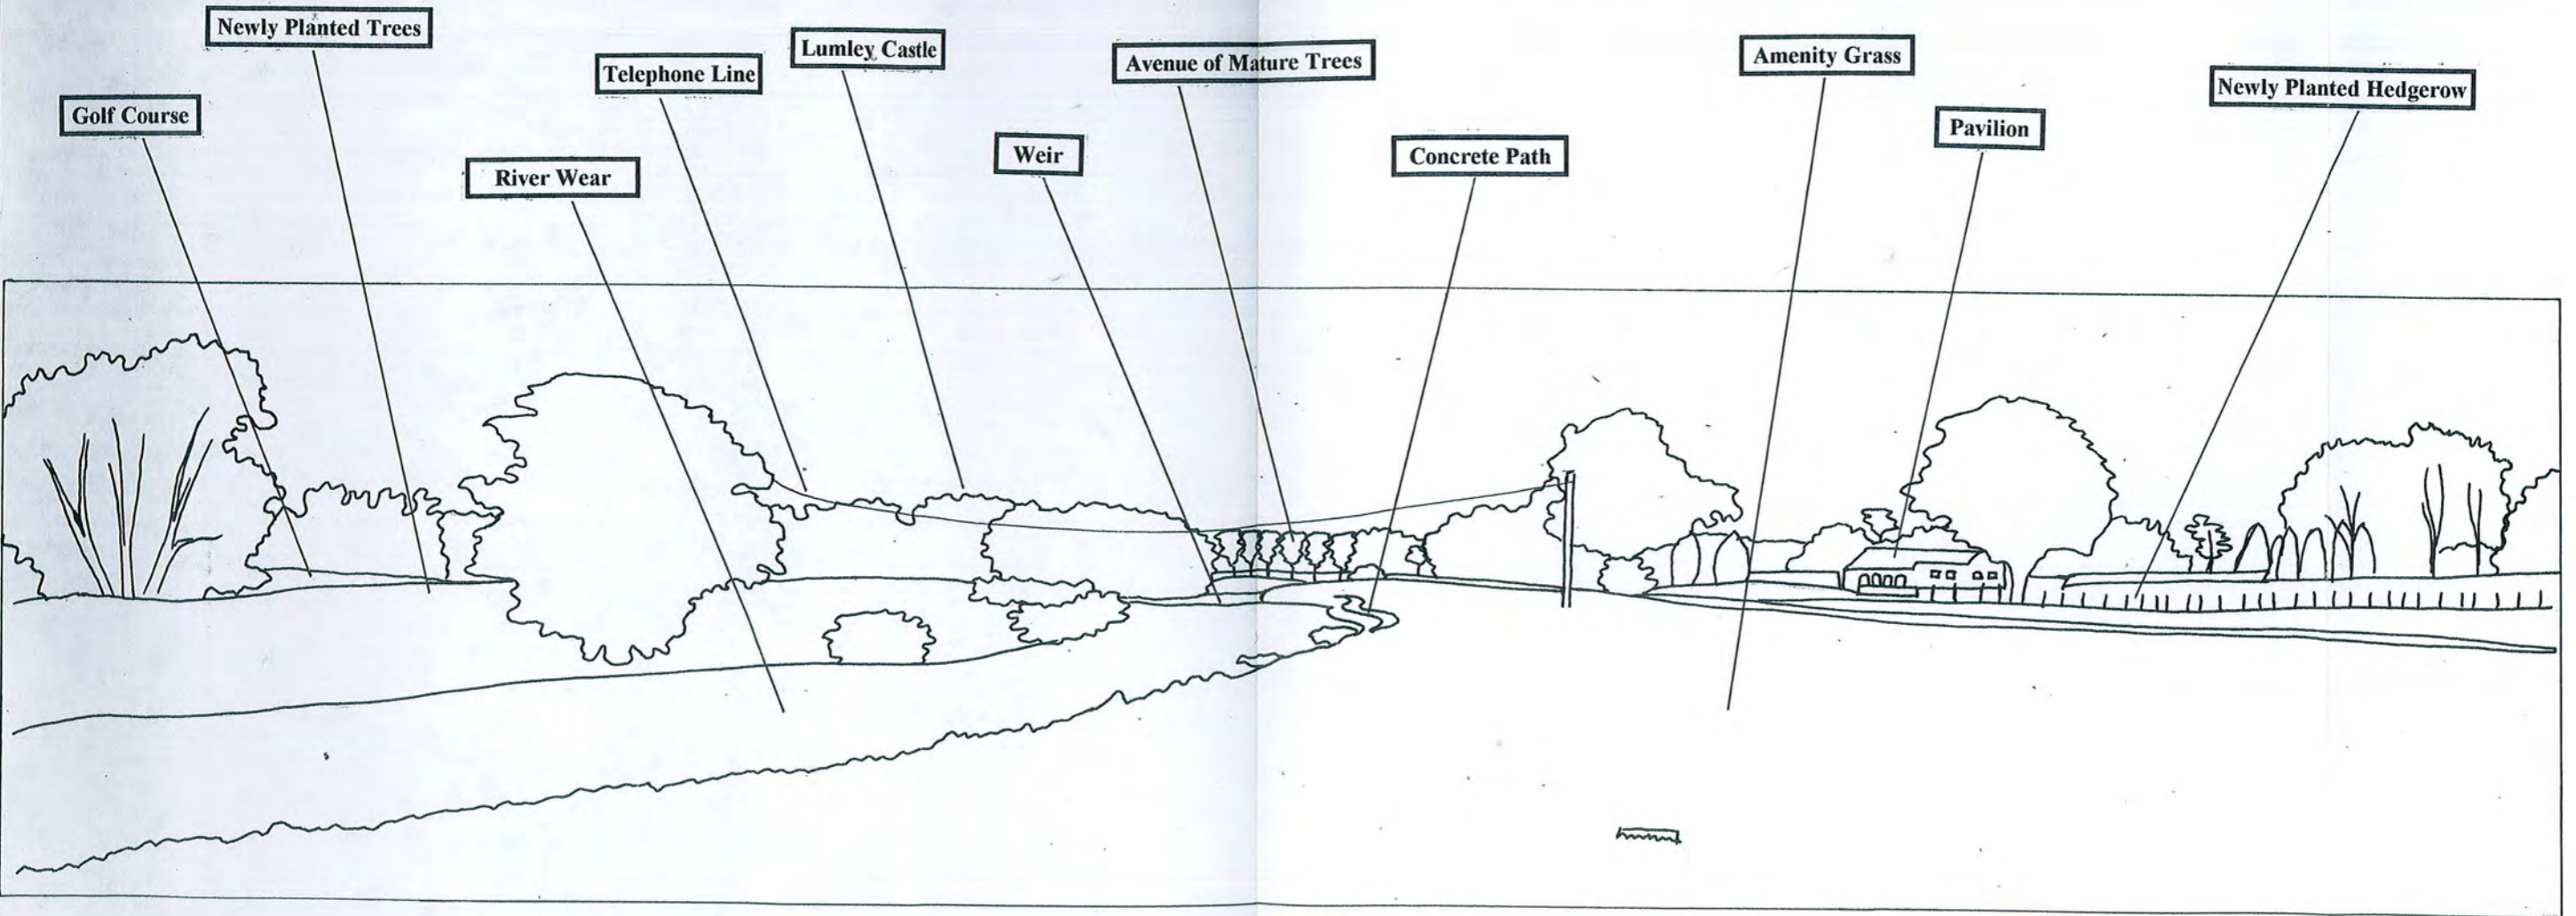 Newly Planted Trees
Golf Course
Telephone Line
River Wear
Lumley Castle
Weir
Avenue of Mature Trees
Concrete Path
Amenity Grass
Pavilion
Newly Planted Hedgerow